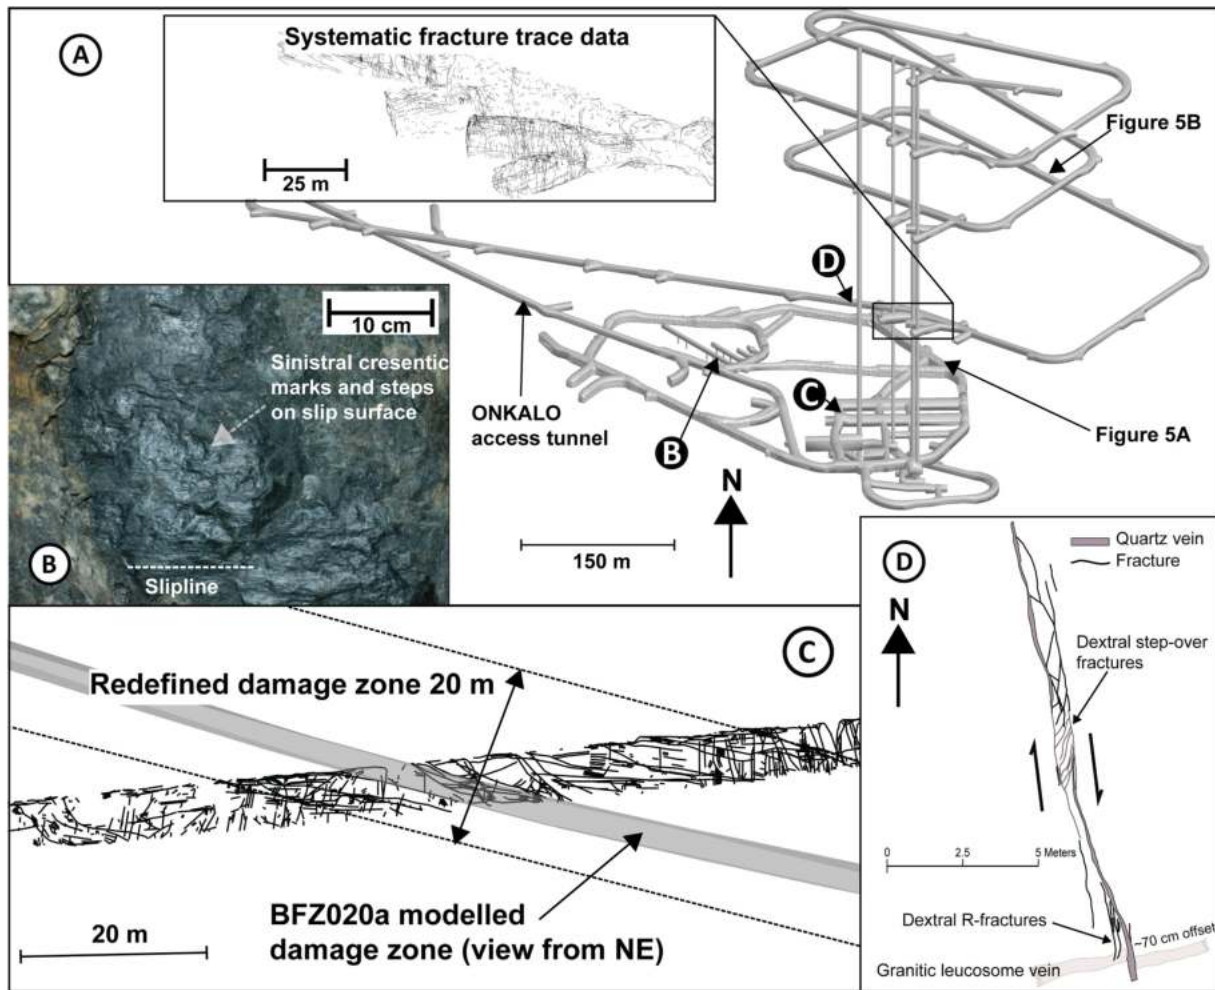 A
Systematic fracture trace data
25 m
Figure 5B
D
B
C
ONKALO
access tunnel
Figure 5A
N
150 m
10 cm
Sinistral cresentic
marks and steps
on slip surface
B
Slipline
C
Redefined damage zone 20 m
BFZ020a modelled
damage zone (view from NE)
20 m
D
Quartz vein
Fracture
N
Dextral step-over
fractures
0 2.5 5 Meters
Dextral R-fractures
~70 cm offset
Granitic leucosome vein